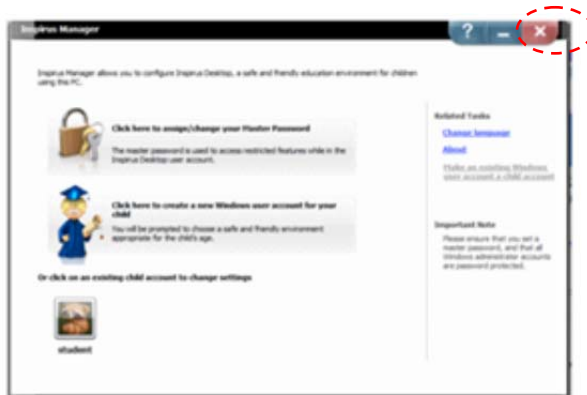 Inspirus Manager
? _ X
Inspirus Manager allows you to configure Inspirus Desktop, a safe and friendly education environment for children
using this PC.
Click here to assign/change your Master Password
The master password is used to access restricted features while in the
Inspirus Desktop user account.
Click here to create a new Windows user account for your
child
You will be prompted to choose a safe and friendly environment
appropriate for the child's age.
Or click on an existing child account to change settings
student
Related Tasks
Change language
About
Make an existing Windows
user account a child account
Important Note
Please ensure that you set a
master password, and that all
Windows administrator accounts
are password protected.